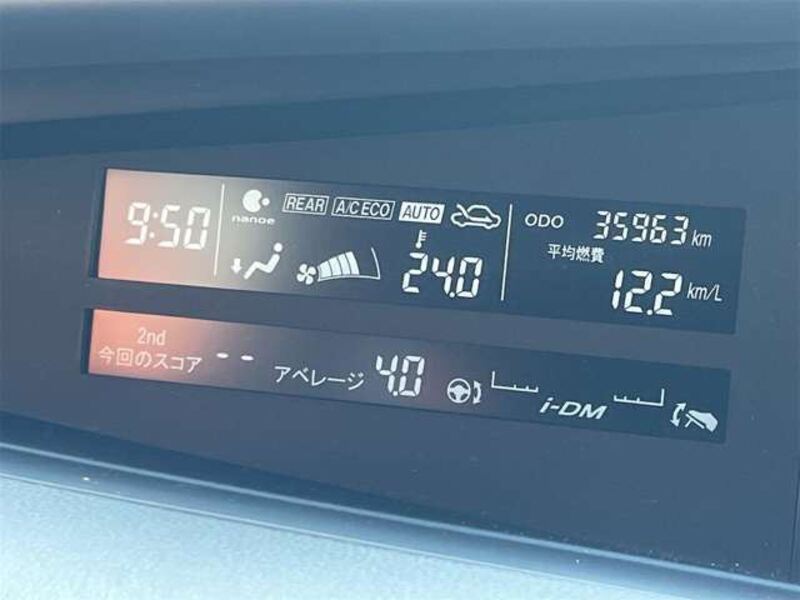 9:50 nanoe REAR A/C ECO AUTO ODO 35963 km
24.0 平均燃費 12.2 km/L
2nd
今回のスコア -- アベレージ 4.0 i-DM